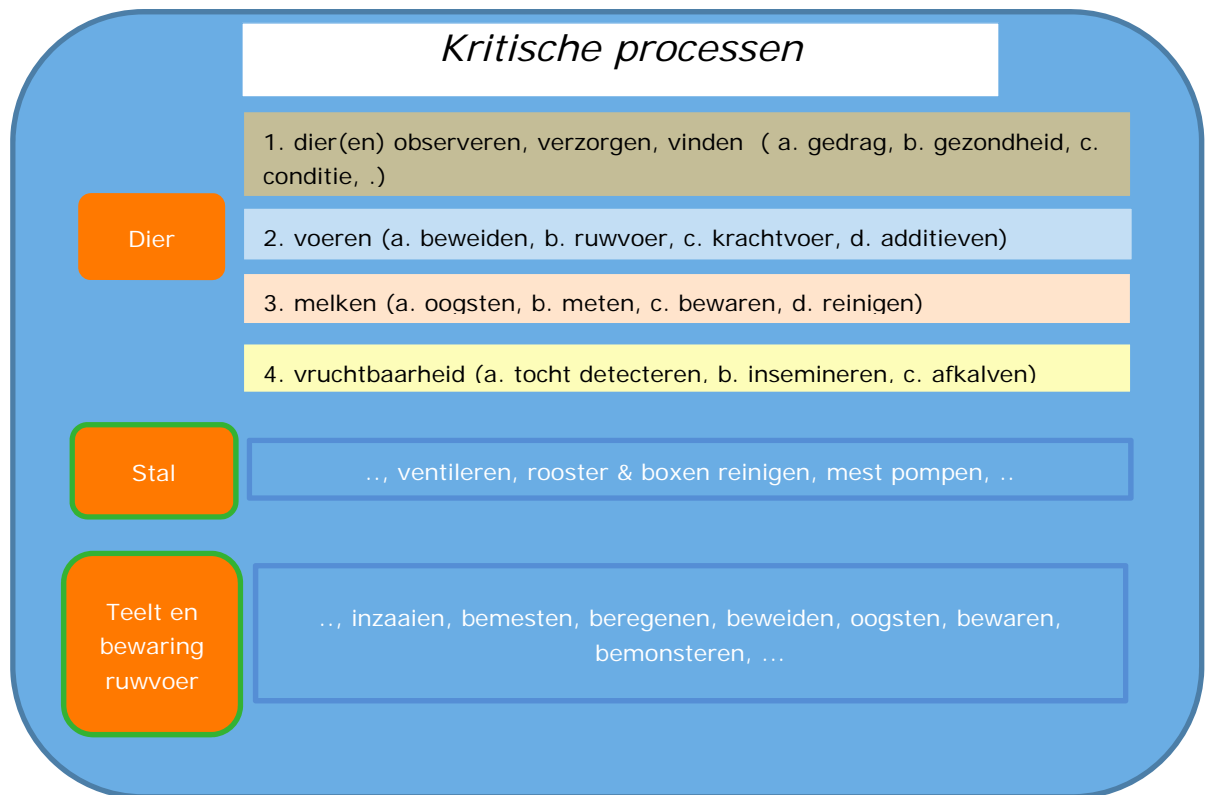 Kritische processen
1. dier(en) observeren, verzorgen, vinden ( a. gedrag, b. gezondheid, c.
conditie, .)
Dier
2. voeren (a. beweiden, b. ruwvoer, c. krachtvoer, d. additieven)
3. melken (a. oogsten, b. meten, c. bewaren, d. reinigen)
4. vruchtbaarheid (a. tocht detecteren, b. insemineren, c. afkalven)
Stal
.., ventileren, rooster & boxen reinigen, mest pompen, ..
Teelt en
bewaring
ruwvoer
.., inzaaien, bemesten, beregenen, beweiden, oogsten, bewaren,
bemonsteren, ...